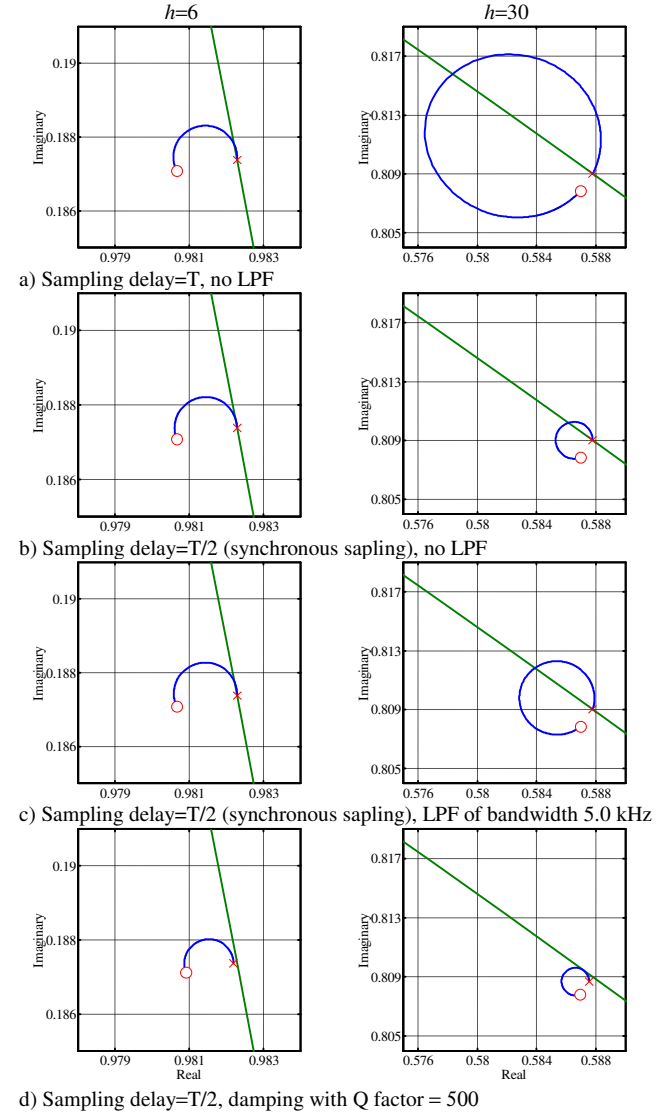 h=6
h=30
0.19
0.188
0.186
Imaginary
0.979 0.981 0.983
0.817
0.813
0.809
0.805
Imaginary
0.576 0.58 0.584 0.588
a) Sampling delay=T, no LPF
0.19
0.188
0.186
Imaginary
0.979 0.981 0.983
0.817
0.813
0.809
0.805
Imaginary
0.576 0.58 0.584 0.588
b) Sampling delay=T/2 (synchronous sapling), no LPF
0.19
0.188
0.186
Imaginary
0.979 0.981 0.983
0.817
0.813
0.809
0.805
Imaginary
0.576 0.58 0.584 0.588
c) Sampling delay=T/2 (synchronous sapling), LPF of bandwidth 5.0 kHz
0.19
0.188
0.186
Imaginary
0.979 0.981 0.983
Real
0.817
0.813
0.809
0.805
Imaginary
0.576 0.58 0.584 0.588
Real
d) Sampling delay=T/2, damping with Q factor = 500